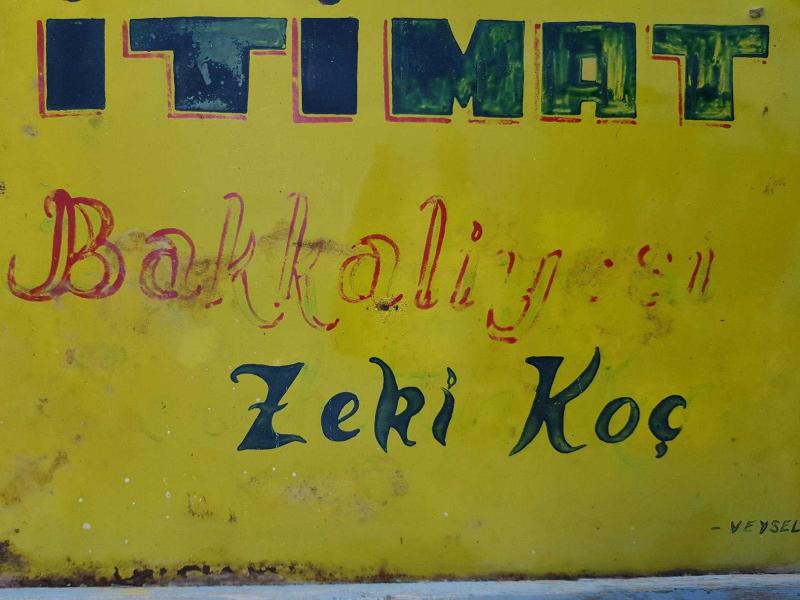 İTİMAT
Bakkaliyesi
Zeki Koç
- VEYSEL